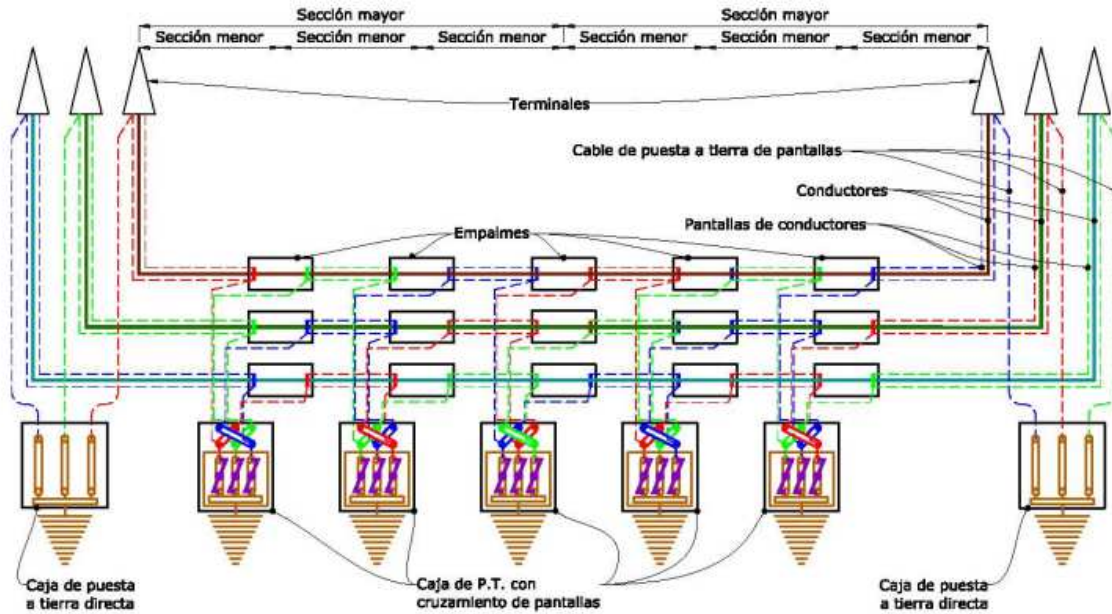 Sección mayor
Sección mayor
Sección menor
Sección menor
Sección menor
Sección menor
Sección menor
Sección menor
Terminales
Cable de puesta a tierra de pantallas
Conductores
Pantallas de conductores
Empalmes
Caja de puesta
a tierra directa
Caja de P.T. con
cruzamiento de pantallas
Caja de puesta
a tierra directa